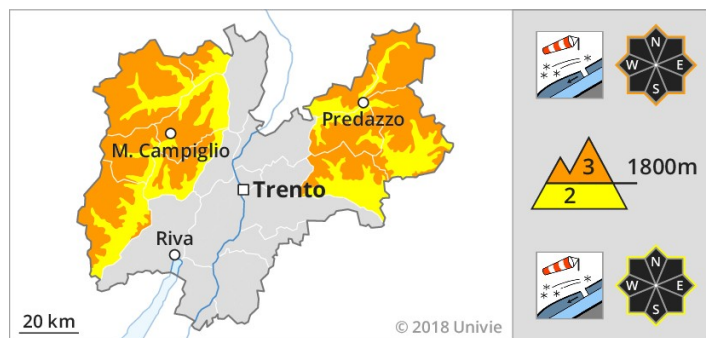 Predazzo
M. Campiglio
Trento
Riva
20 km
© 2018 Univie
N
W E
S
3 1800m
2
N
W E
S